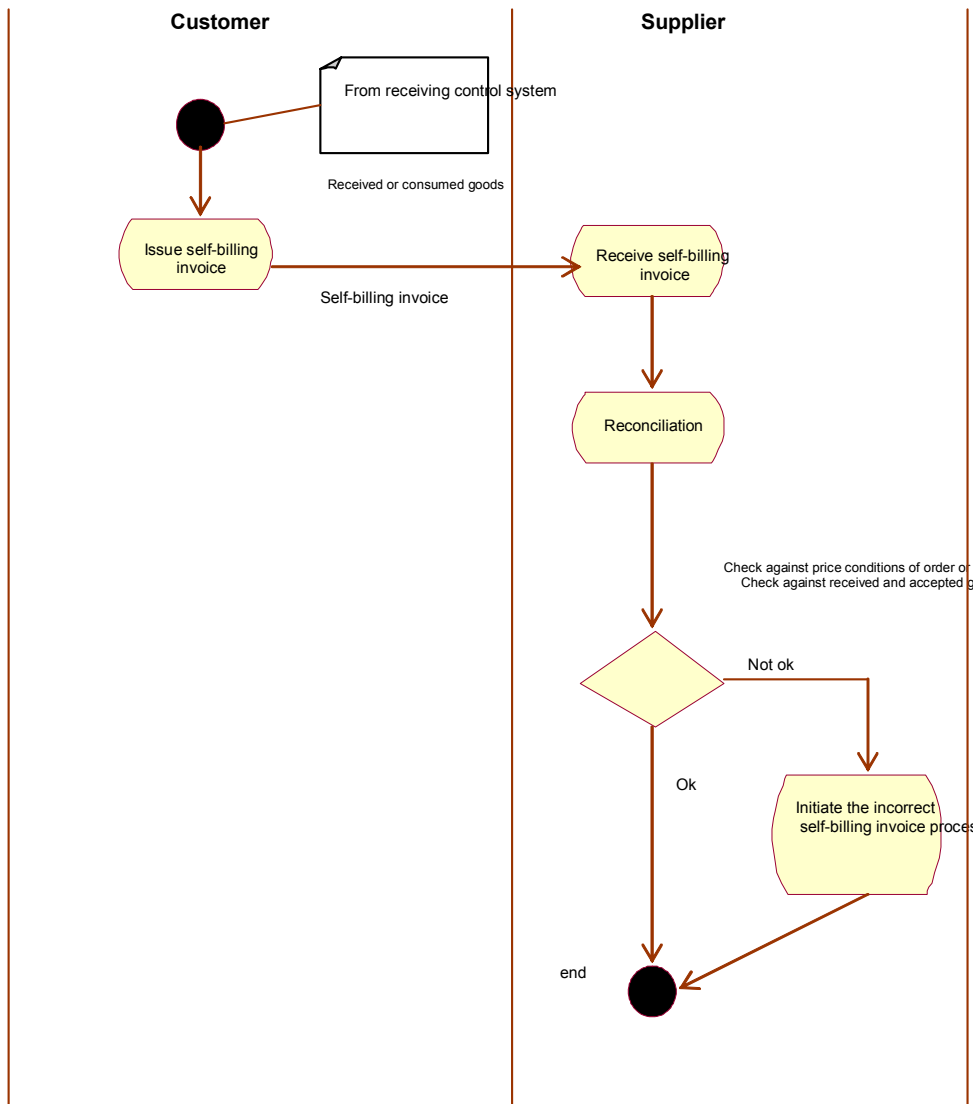 Customer
Supplier
From receiving control system
Received or consumed goods
Issue self-billing
invoice
Receive self-billing
invoice
Self-billing invoice
Reconciliation
Check against price conditions of order or
Check against received and accepted
Not ok
Ok
Initiate the incorrect
self-billing invoice
end